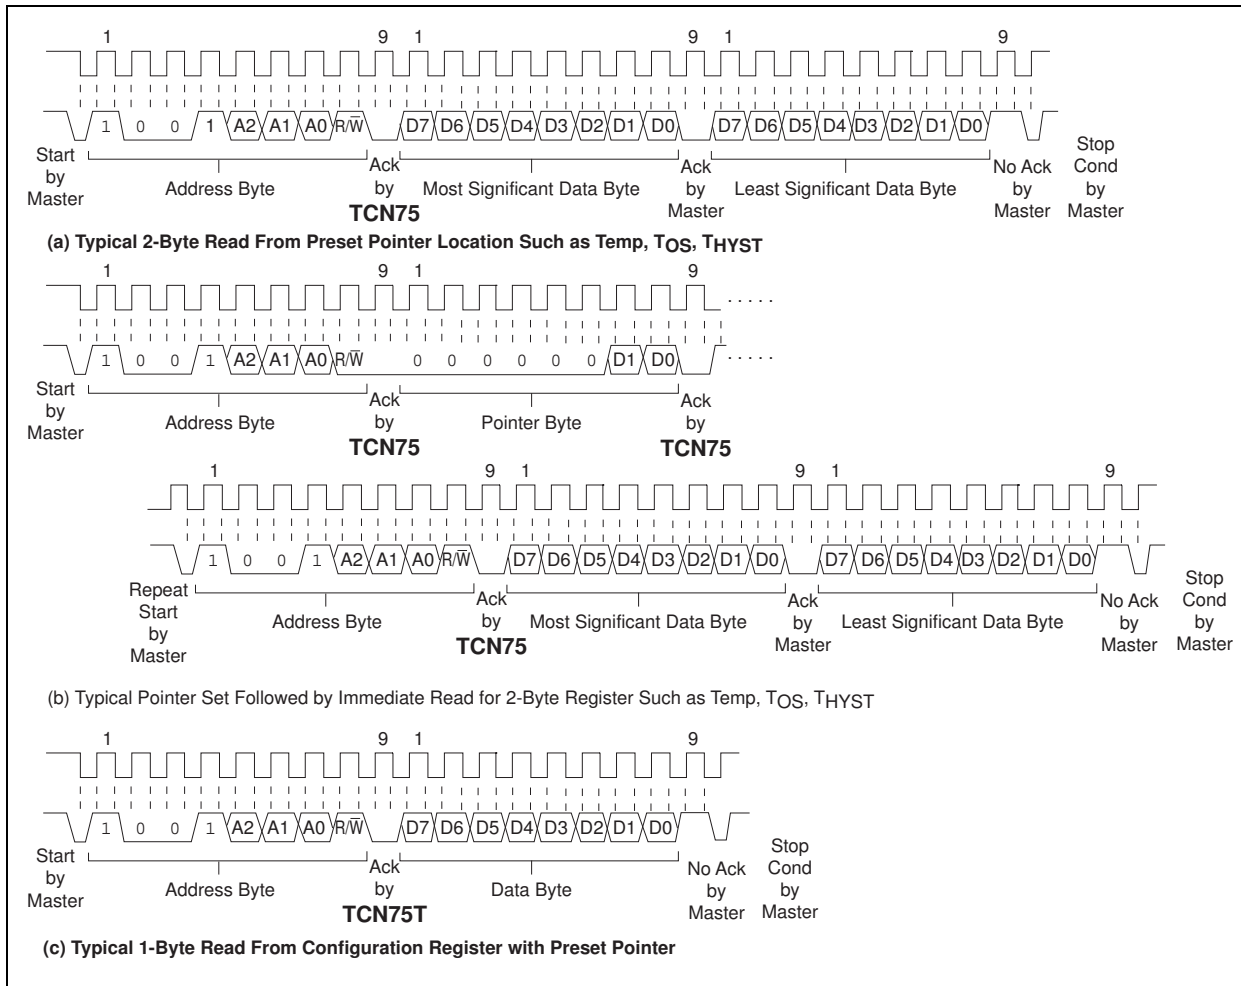 1 9 1 9 1 9
1 0 0 1 A2 A1 A0 R/W̅ D7 D6 D5 D4 D3 D2 D1 D0 D7 D6 D5 D4 D3 D2 D1 D0
Start
by
Master
Address Byte
Ack
by
TCN75
Most Significant Data Byte
Ack
by
Master
Least Significant Data Byte
No Ack
by
Master
Stop
Cond
by
Master
(a) Typical 2-Byte Read From Preset Pointer Location Such as Temp, TOS, THYST
1 9 1 9
. . . . .
1 0 0 1 A2 A1 A0 R/W̅ 0 0 0 0 0 0 D1 D0
. . . . .
Start
by
Master
Address Byte
Ack
by
TCN75
Pointer Byte
Ack
by
TCN75
1 9 1 9 1 9
1 0 0 1 A2 A1 A0 R/W̅ D7 D6 D5 D4 D3 D2 D1 D0 D7 D6 D5 D4 D3 D2 D1 D0
Repeat
Start
by
Master
Address Byte
Ack
by
TCN75
Most Significant Data Byte
Ack
by
Master
Least Significant Data Byte
No Ack
by
Master
Stop
Cond
by
Master
(b) Typical Pointer Set Followed by Immediate Read for 2-Byte Register Such as Temp, TOS, THYST
1 9 1 9
1 0 0 1 A2 A1 A0 R/W̅ D7 D6 D5 D4 D3 D2 D1 D0
Start
by
Master
Address Byte
Ack
by
TCN75T
Data Byte
No Ack
by
Master
Stop
Cond
by
Master
(c) Typical 1-Byte Read From Configuration Register with Preset Pointer